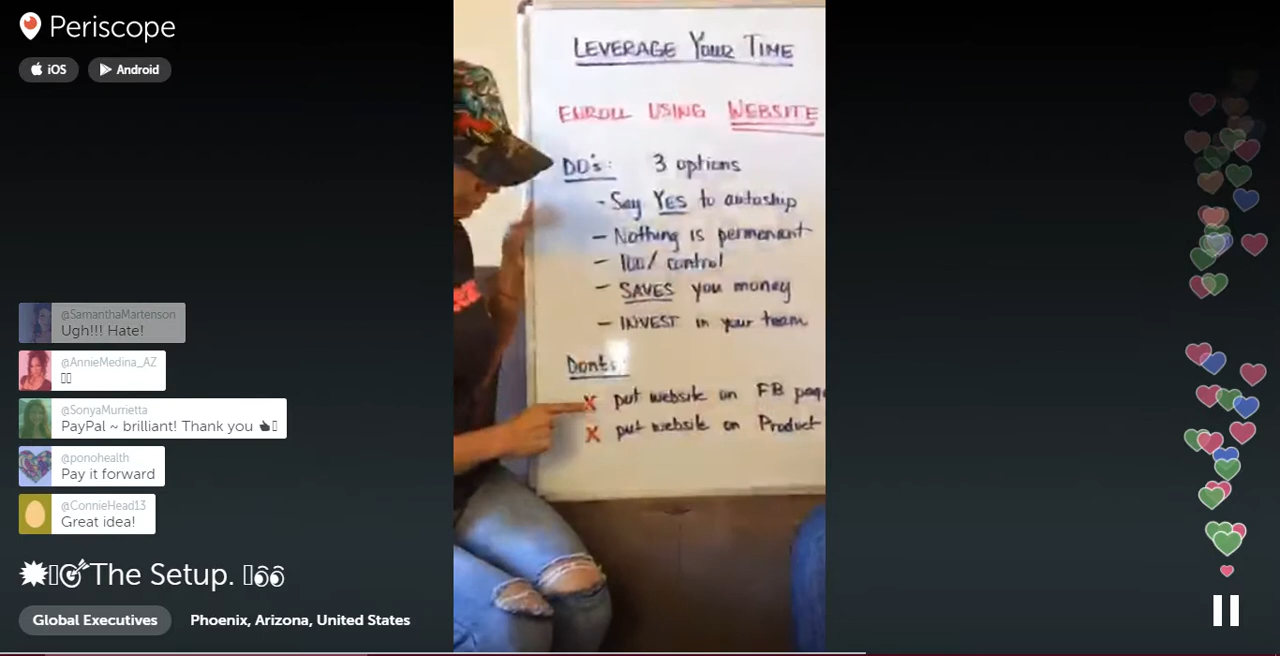 Periscope
iOS
Android
LEVERAGE YOUR TIME
ENROLL USING WEBSITE
DO's: 3 options
- Say YES to autoship
- Nothing is permanent
- 100/ control
- SAVES you money
- INVEST in your team
Donts:
X put website on FB page
X put website on Product
@SamanthaMartenson
Ugh!!! Hate!
@AnnieMedina_AZ
@SonyaMurrietta
PayPal ~ brilliant! Thank you
@ponohealth
Pay it forward
@ConnieHead13
Great idea!
The Setup.
Global Executives
Phoenix, Arizona, United States